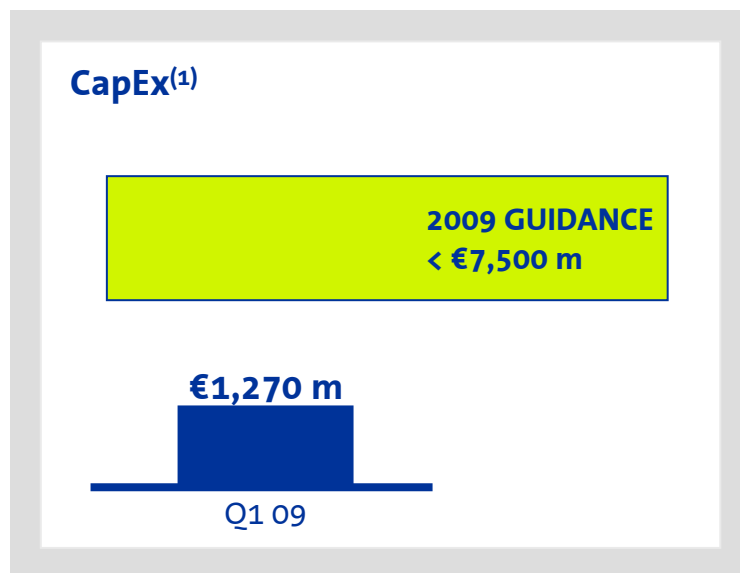 CapEx(1)
2009 GUIDANCE
< €7,500 m
€1,270 m
Q1 09